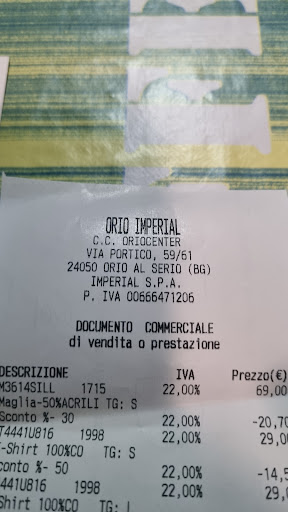 ORIO IMPERIAL
C.C. ORIOCENTER
VIA PORTICO, 59/61
24050 ORIO AL SERIO (BG)
IMPERIAL S.P.A.
P. IVA 00666471206
DOCUMENTO COMMERCIALE
di vendita o prestazione
DESCRIZIONE IVA Prezzo(€)
M3614SILL 1715 22,00% 69,00
Maglia-50%ACRILI TG: S
Sconto %- 30 22,00% -20,70
T4441U816 1998 22,00% 29,00
T-Shirt 100%CO TG: S
conto %- 50 22,00% -14,5
441U816 1998 22,00% 29,
Shirt 100%CO TG: L